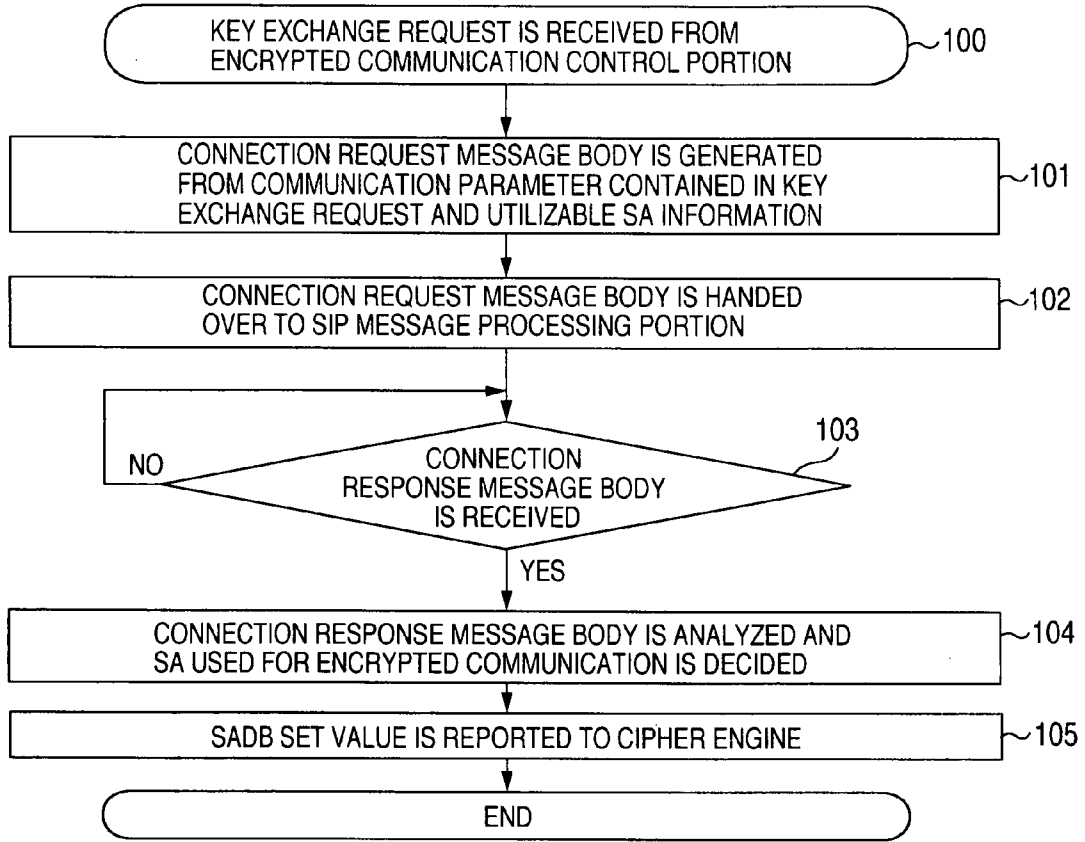 KEY EXCHANGE REQUEST IS RECEIVED FROM
ENCRYPTED COMMUNICATION CONTROL PORTION
100
CONNECTION REQUEST MESSAGE BODY IS GENERATED
FROM COMMUNICATION PARAMETER CONTAINED IN KEY
EXCHANGE REQUEST AND UTILIZABLE SA INFORMATION
101
CONNECTION REQUEST MESSAGE BODY IS HANDED
OVER TO SIP MESSAGE PROCESSING PORTION
102
103
NO
CONNECTION
RESPONSE MESSAGE BODY
IS RECEIVED
YES
CONNECTION RESPONSE MESSAGE BODY IS ANALYZED AND
SA USED FOR ENCRYPTED COMMUNICATION IS DECIDED
104
SADB SET VALUE IS REPORTED TO CIPHER ENGINE
105
END